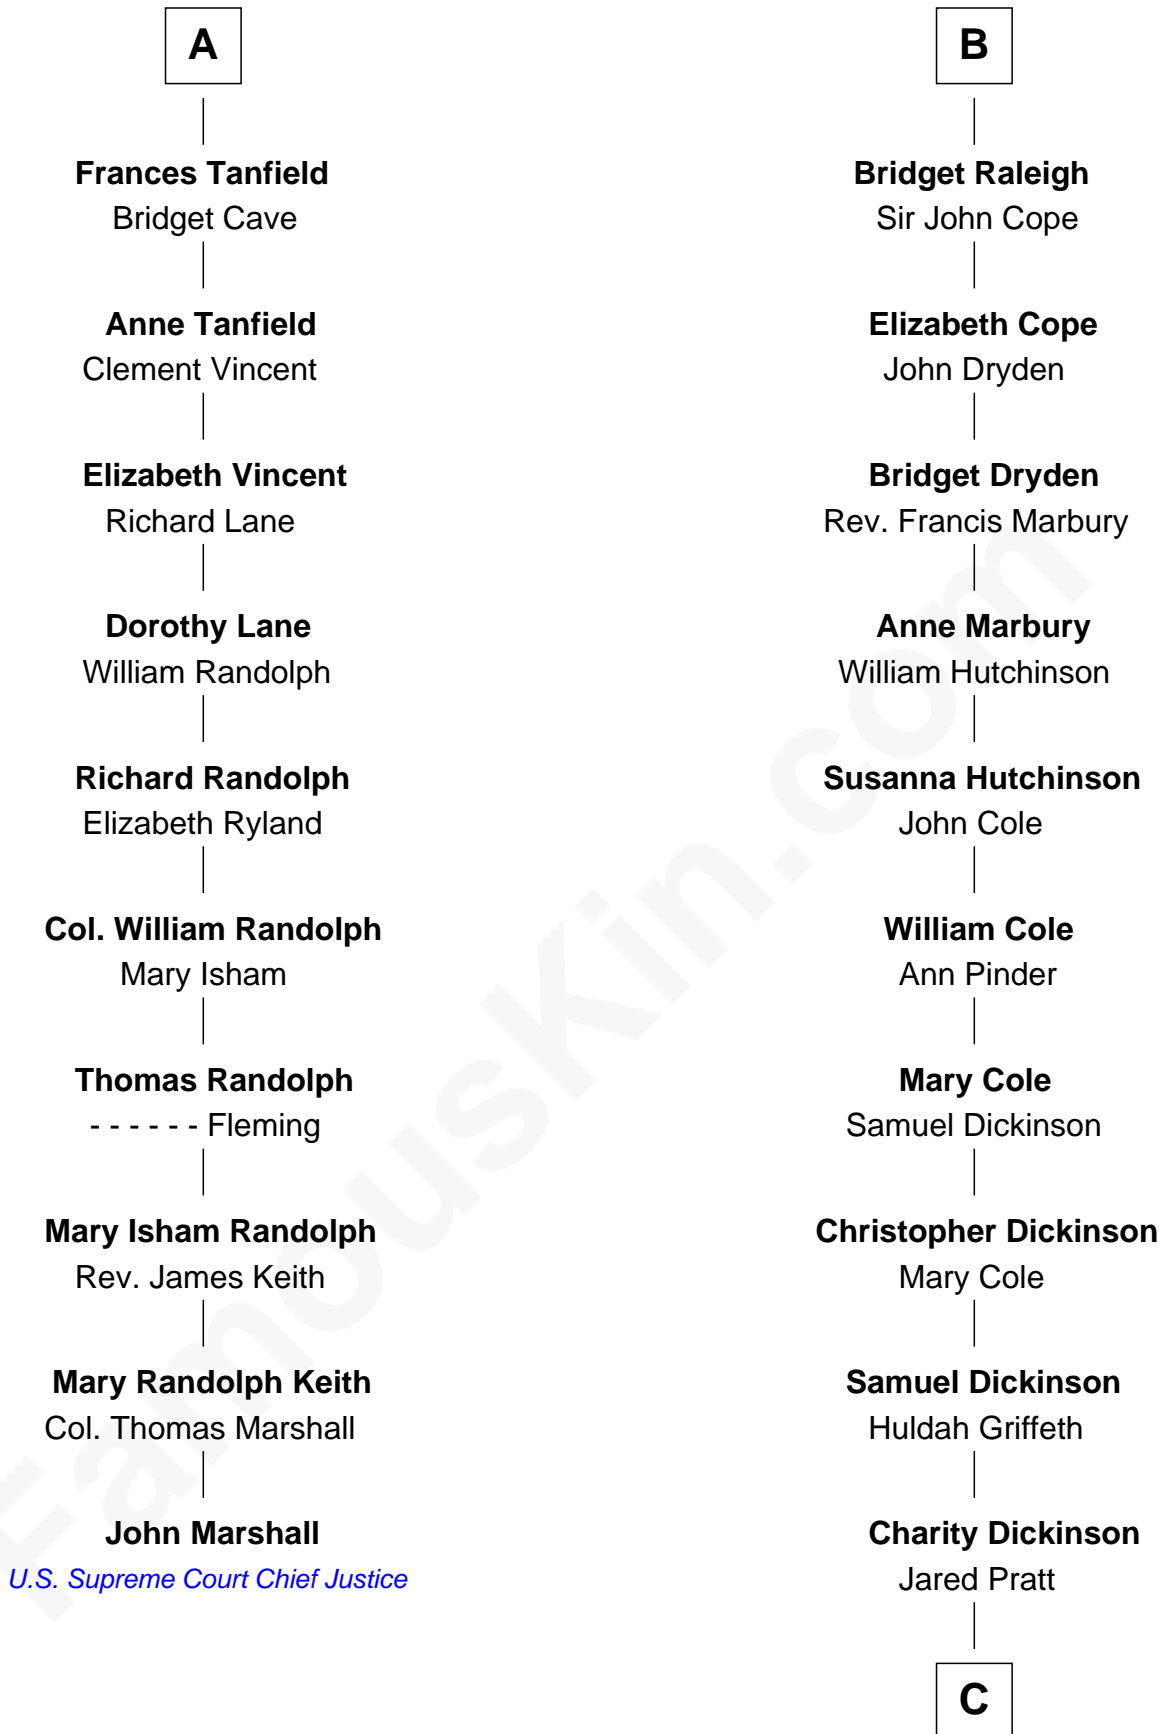 A
Frances Tanfield
Bridget Cave
Anne Tanfield
Clement Vincent
Elizabeth Vincent
Richard Lane
Dorothy Lane
William Randolph
Richard Randolph
Elizabeth Ryland
Col. William Randolph
Mary Isham
Thomas Randolph
- - - - - - Fleming
Mary Isham Randolph
Rev. James Keith
Mary Randolph Keith
Col. Thomas Marshall
John Marshall
U.S. Supreme Court Chief Justice
B
Bridget Raleigh
Sir John Cope
Elizabeth Cope
John Dryden
Bridget Dryden
Rev. Francis Marbury
Anne Marbury
William Hutchinson
Susanna Hutchinson
John Cole
William Cole
Ann Pinder
Mary Cole
Samuel Dickinson
Christopher Dickinson
Mary Cole
Samuel Dickinson
Huldah Griffeth
Charity Dickinson
Jared Pratt
C
FamousKin.com